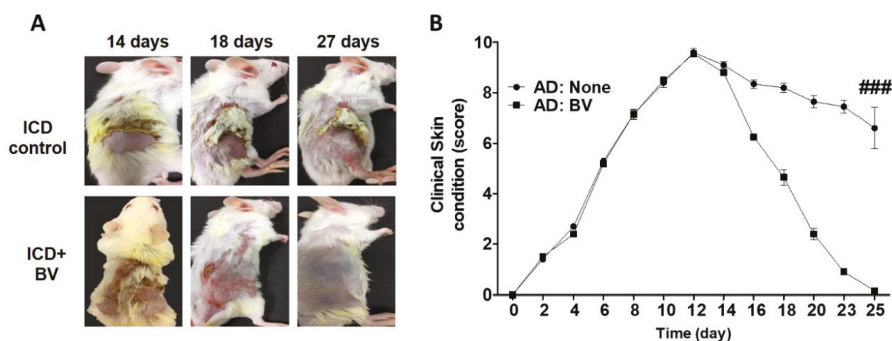 A
14 days 18 days 27 days
ICD
control
ICD+
BV
B
Clinical Skin
condition (score)
10
8
6
4
2
0
AD: None
AD: BV
###
0 2 4 6 8 10 12 14 16 18 20 23 25
Time (day)